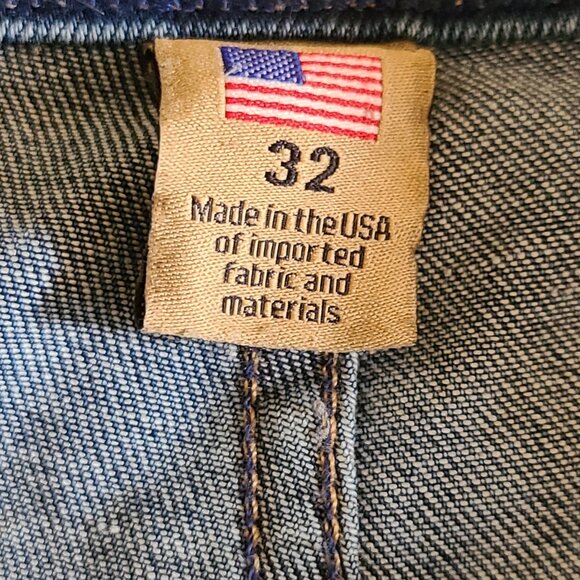 32
Made in the USA
of imported
fabric and
materials